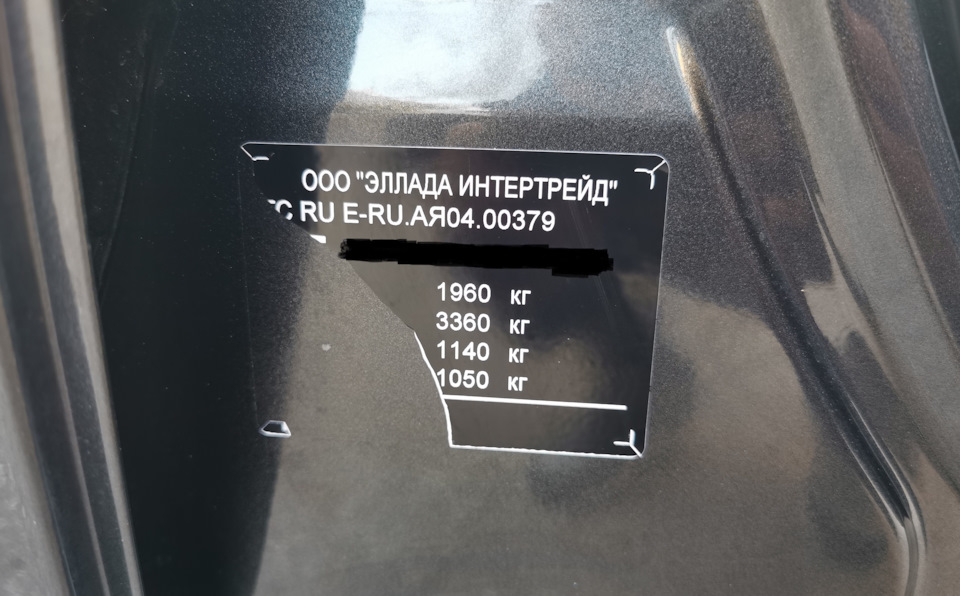 ООО "ЭЛЛАДА ИНТЕРТРЕЙД"
RU E-RU.АЯ04.00379
1960 кг
3360 кг
1140 кг
1050 кг